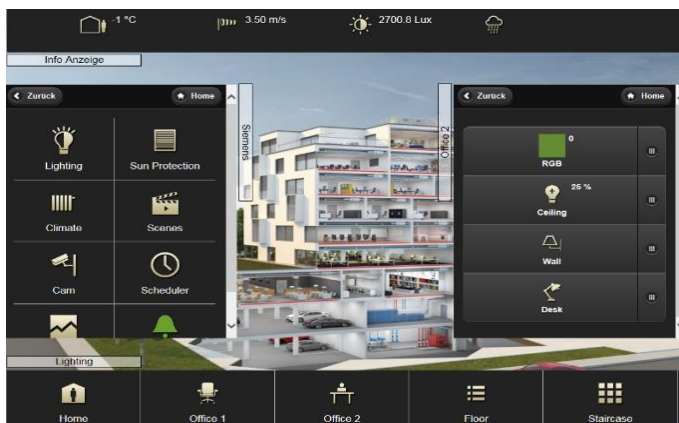 -1 °C
3.50 m/s
2700.8 Lux
Info Anzeige
Zurück
Home
Lighting
Sun Protection
Climate
Scenes
Cam
Scheduler
Siemens
Office 2
Zurück
Home
0
RGB
25 %
Ceiling
Wall
Desk
Lighting
Home
Office 1
Office 2
Floor
Staircase